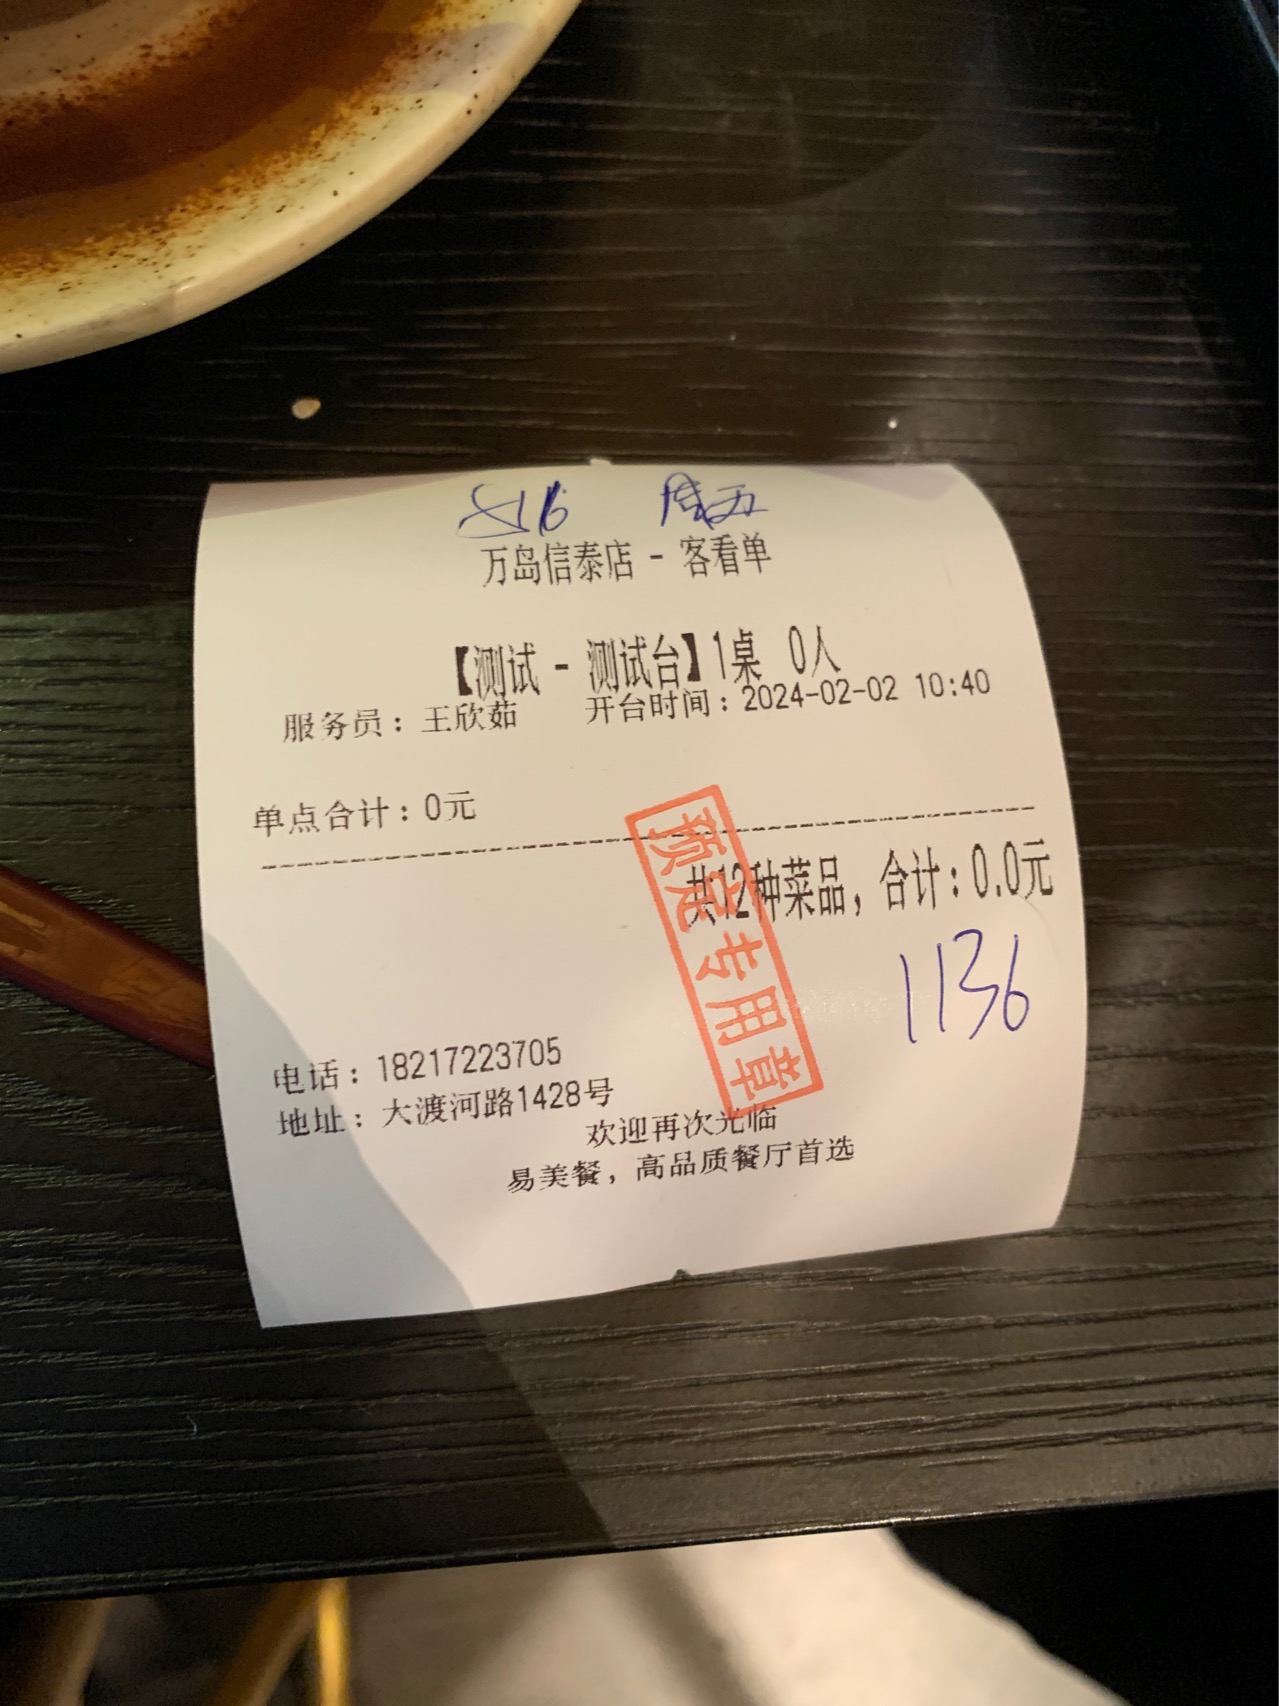 周五
万岛信泰店 - 客看单
【测试 - 测试台】1桌 0人
服务员：王欣茹 开台时间：2024-02-02 10:40
单点合计：0元
共12种菜品，合计：0.0元
预定专用章
1136
电话：18217223705
地址：大渡河路1428号
欢迎再次光临
易美餐，高品质餐厅首选